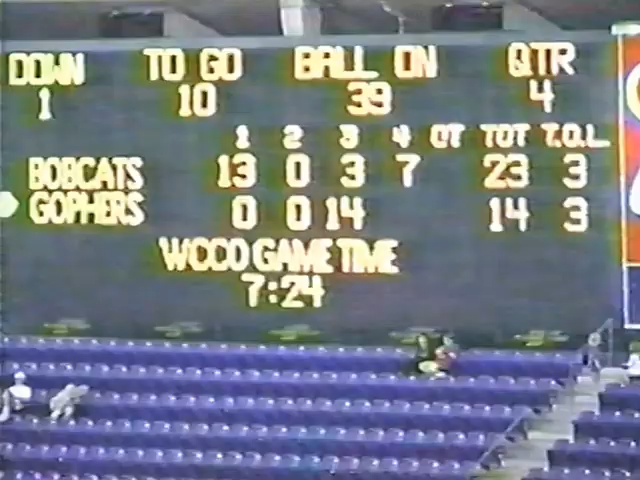 DOWN TO GO BALL ON QTR
1 10 39 4
1 2 3 4 OT TOT T.O.L
BOBCATS 13 0 3 7 23 3
GOPHERS 0 0 14 14 3
WCCO GAME TIME
7:24